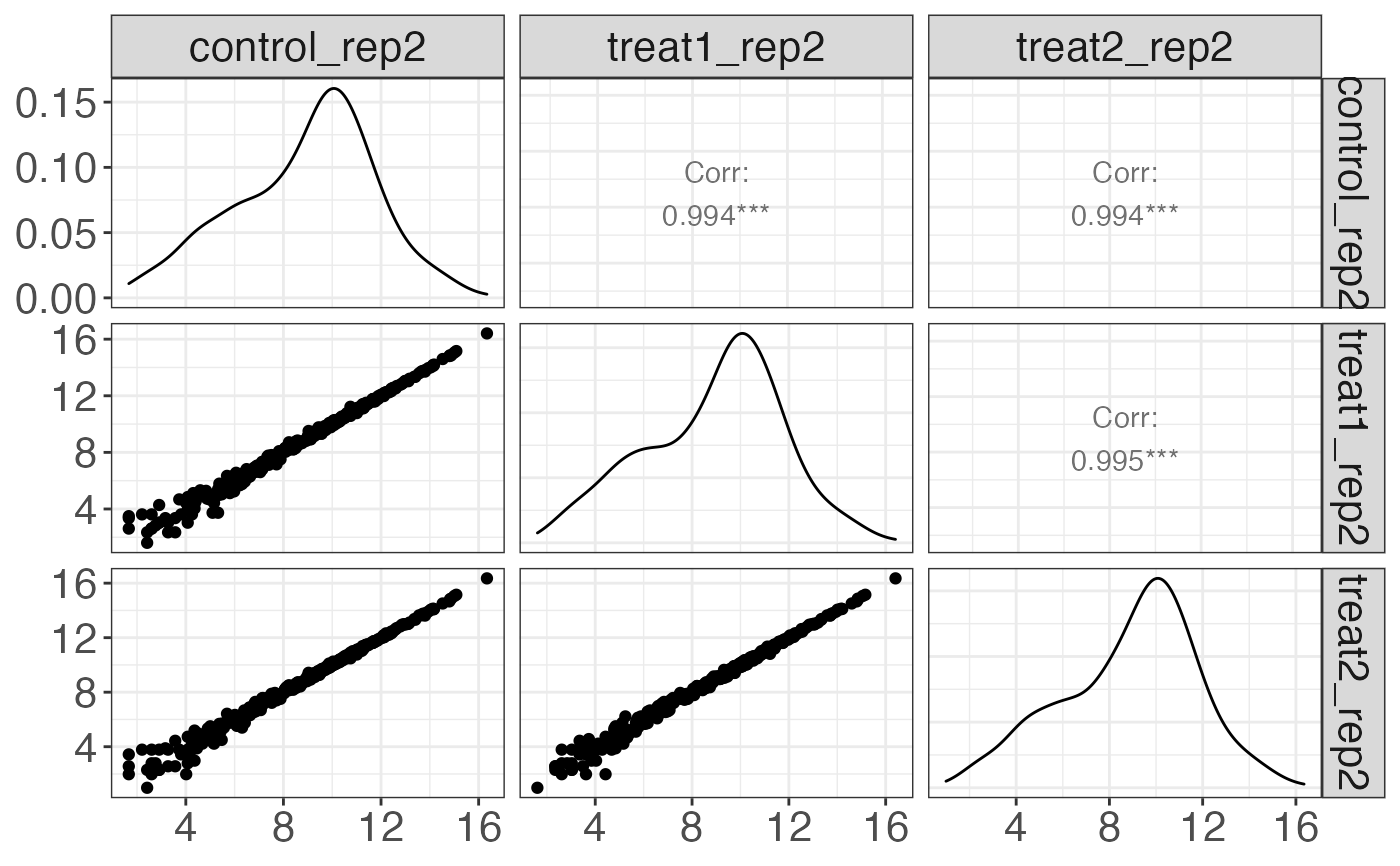 control_rep2 treat1_rep2 treat2_rep2
0.15
0.10
0.05
0.00
Corr:
0.994***
Corr:
0.994***
control_rep2
16
12
8
4
Corr:
0.995***
treat1_rep2
16
12
8
4
treat2_rep2
4 8 12 16 4 8 12 16 4 8 12 16